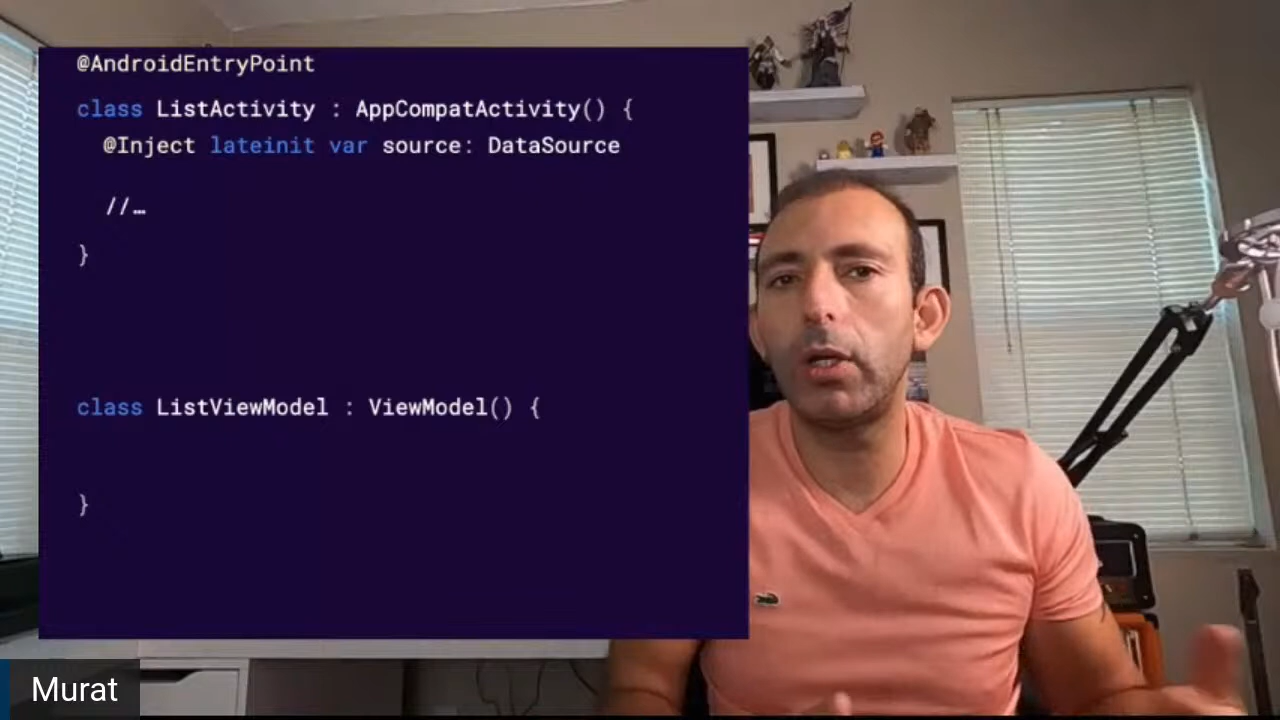 @AndroidEntryPoint
class ListActivity : AppCompatActivity() {
@Inject lateinit var source: DataSource
//…
}
class ListViewModel : ViewModel() {
}
Murat